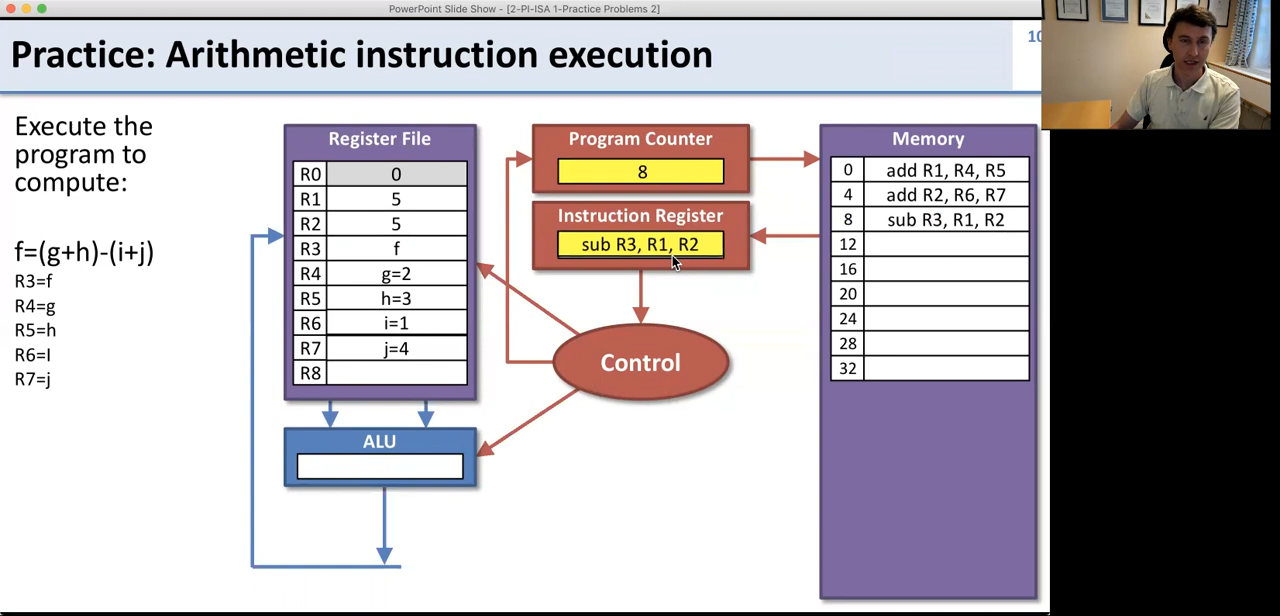 PowerPoint Slide Show - [2-PI-ISA 1-Practice Problems 2]
Practice: Arithmetic instruction execution
10
Execute the
program to
compute:
f=(g+h)-(i+j)
R3=f
R4=g
R5=h
R6=I
R7=j
Register File
R0 0
R1 5
R2 5
R3 f
R4 g=2
R5 h=3
R6 i=1
R7 j=4
R8
ALU
Program Counter
8
Instruction Register
sub R3, R1, R2
Control
Memory
0 add R1, R4, R5
4 add R2, R6, R7
8 sub R3, R1, R2
12
16
20
24
28
32